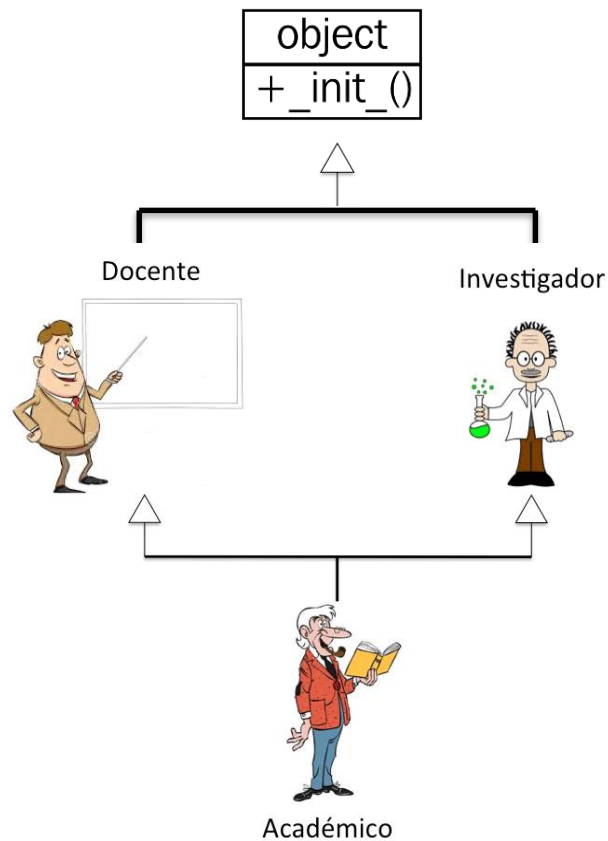 object
+_init_()
Docente
Investigador
Académico